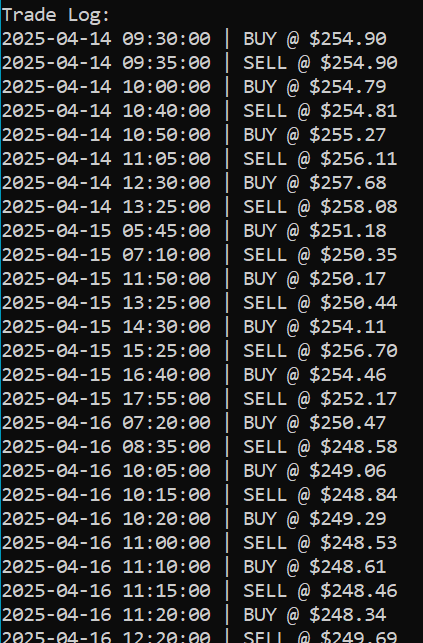 Trade Log:
2025-04-14 09:30:00 | BUY @ $254.90
2025-04-14 09:35:00 | SELL @ $254.90
2025-04-14 10:00:00 | BUY @ $254.79
2025-04-14 10:40:00 | SELL @ $254.81
2025-04-14 10:50:00 | BUY @ $255.27
2025-04-14 11:05:00 | SELL @ $256.11
2025-04-14 12:30:00 | BUY @ $257.68
2025-04-14 13:25:00 | SELL @ $258.08
2025-04-15 05:45:00 | BUY @ $251.18
2025-04-15 07:10:00 | SELL @ $250.35
2025-04-15 11:50:00 | BUY @ $250.17
2025-04-15 13:25:00 | SELL @ $250.44
2025-04-15 14:30:00 | BUY @ $254.11
2025-04-15 15:25:00 | SELL @ $256.70
2025-04-15 16:40:00 | BUY @ $254.46
2025-04-15 17:55:00 | SELL @ $252.17
2025-04-16 07:20:00 | BUY @ $250.47
2025-04-16 08:35:00 | SELL @ $248.58
2025-04-16 10:05:00 | BUY @ $249.06
2025-04-16 10:15:00 | SELL @ $248.84
2025-04-16 10:20:00 | BUY @ $249.29
2025-04-16 11:00:00 | SELL @ $248.53
2025-04-16 11:10:00 | BUY @ $248.61
2025-04-16 11:15:00 | SELL @ $248.46
2025-04-16 11:20:00 | BUY @ $248.34
2025-04-16 12:20:00 | SELL @ $249.69